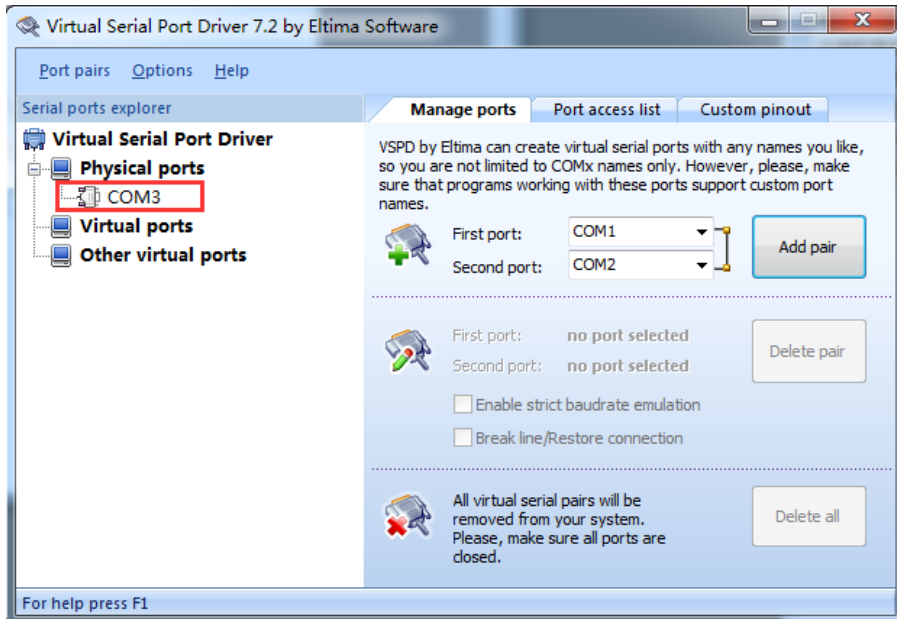 Virtual Serial Port Driver 7.2 by Eltima Software
Port pairs Options Help
Serial ports explorer
Virtual Serial Port Driver
Physical ports
COM3
Virtual ports
Other virtual ports
Manage ports Port access list Custom pinout
VSPD by Eltima can create virtual serial ports with any names you like,
so you are not limited to COMx names only. However, please, make
sure that programs working with these ports support custom port
names.
First port: COM1
Second port: COM2
Add pair
First port: no port selected
Second port: no port selected
Delete pair
Enable strict baudrate emulation
Break line/Restore connection
All virtual serial pairs will be
removed from your system.
Please, make sure all ports are
closed.
Delete all
For help press F1